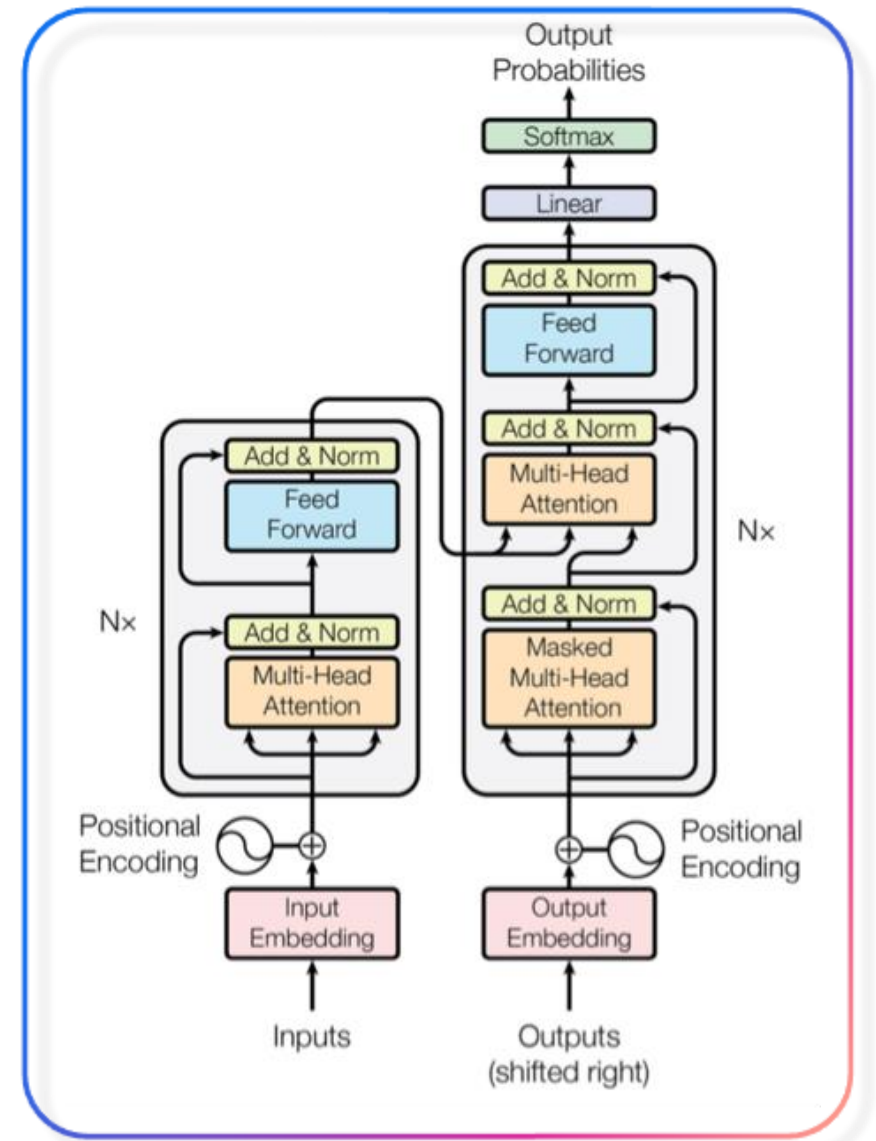 Output
Probabilities
Softmax
Linear
Add & Norm
Feed
Forward
Add & Norm
Multi-Head
Attention
Add & Norm
Masked
Multi-Head
Attention
Nx
Add & Norm
Feed
Forward
Add & Norm
Multi-Head
Attention
Nx
Positional
Encoding
Positional
Encoding
Input
Embedding
Output
Embedding
Inputs
Outputs
(shifted right)